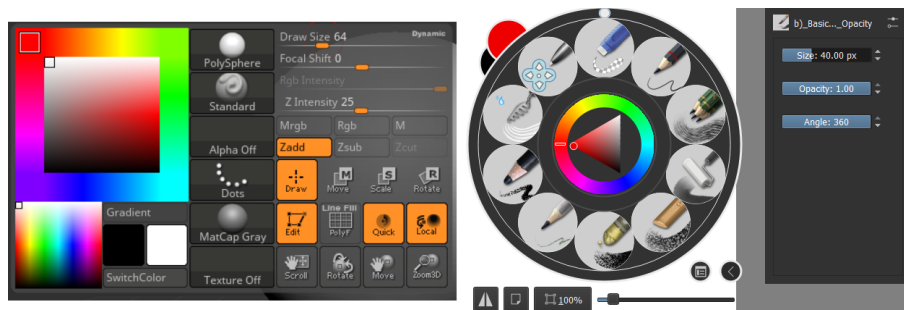 Draw Size 64
Dynamic
PolySphere
Focal Shift 0
Rgb Intensity
Standard
Z Intensity 25
Mrgb Rgb M
Alpha Off
Zadd Zsub Zcut
Dots
Draw Move Scale Rotate
M S R
Gradient
Line Fill
MatCap Gray
Edit PolyF Quick Local
SwitchColor
Texture Off
Scroll Rotate Move Zoom3D
100%
b)_Basic..._Opacity
Size: 40.00 px
Opacity: 1.00
Angle: 360